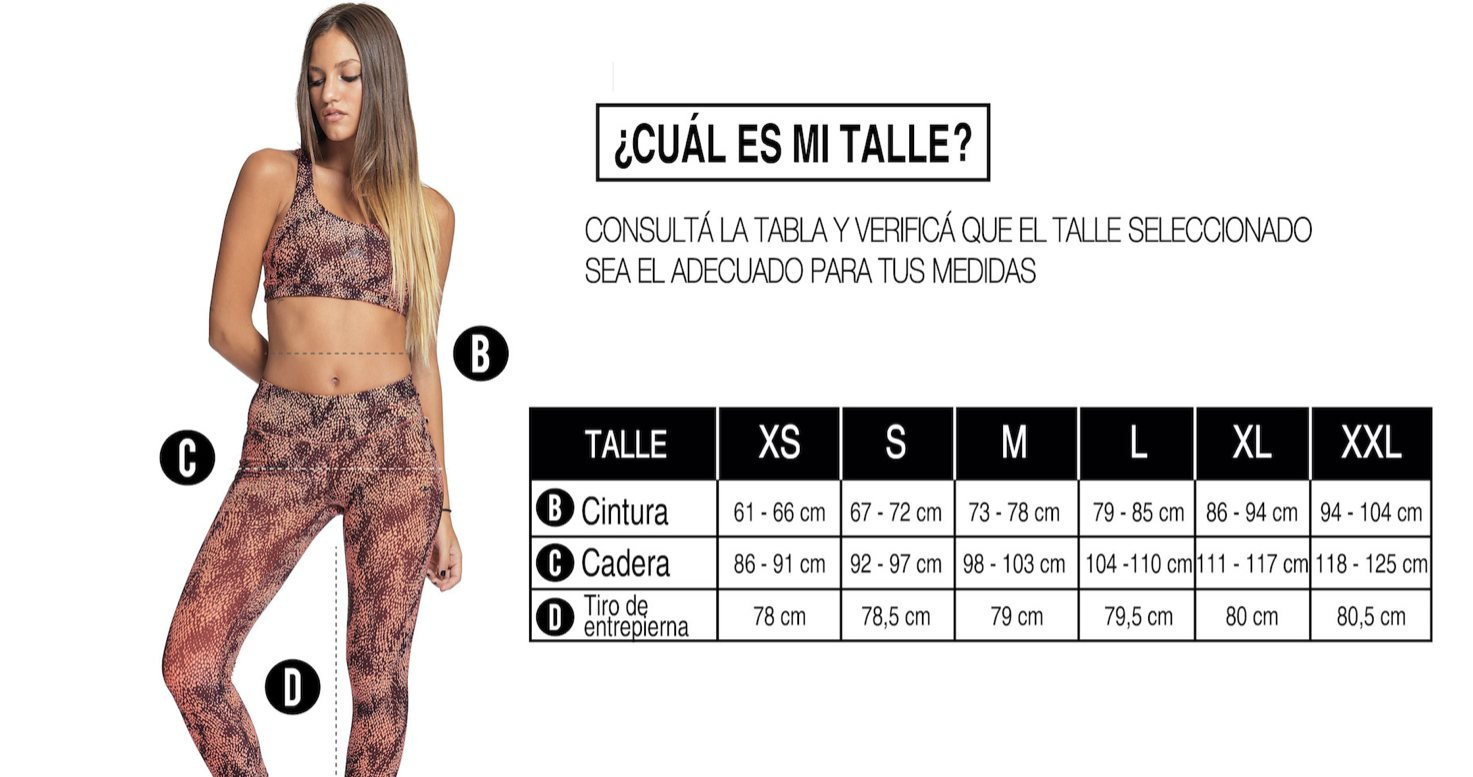 ¿CUÁL ES MI TALLE?
CONSULTÁ LA TABLA Y VERIFICÁ QUE EL TALLE SELECCIONADO
SEA EL ADECUADO PARA TUS MEDIDAS
B
C
D
TALLE XS S M L XL XXL
B Cintura 61 - 66 cm 67 - 72 cm 73 - 78 cm 79 - 85 cm 86 - 94 cm 94 - 104 cm
C Cadera 86 - 91 cm 92 - 97 cm 98 - 103 cm 104 -110 cm 111 - 117 cm 118 - 125 cm
D Tiro de
entrepierna 78 cm 78,5 cm 79 cm 79,5 cm 80 cm 80,5 cm